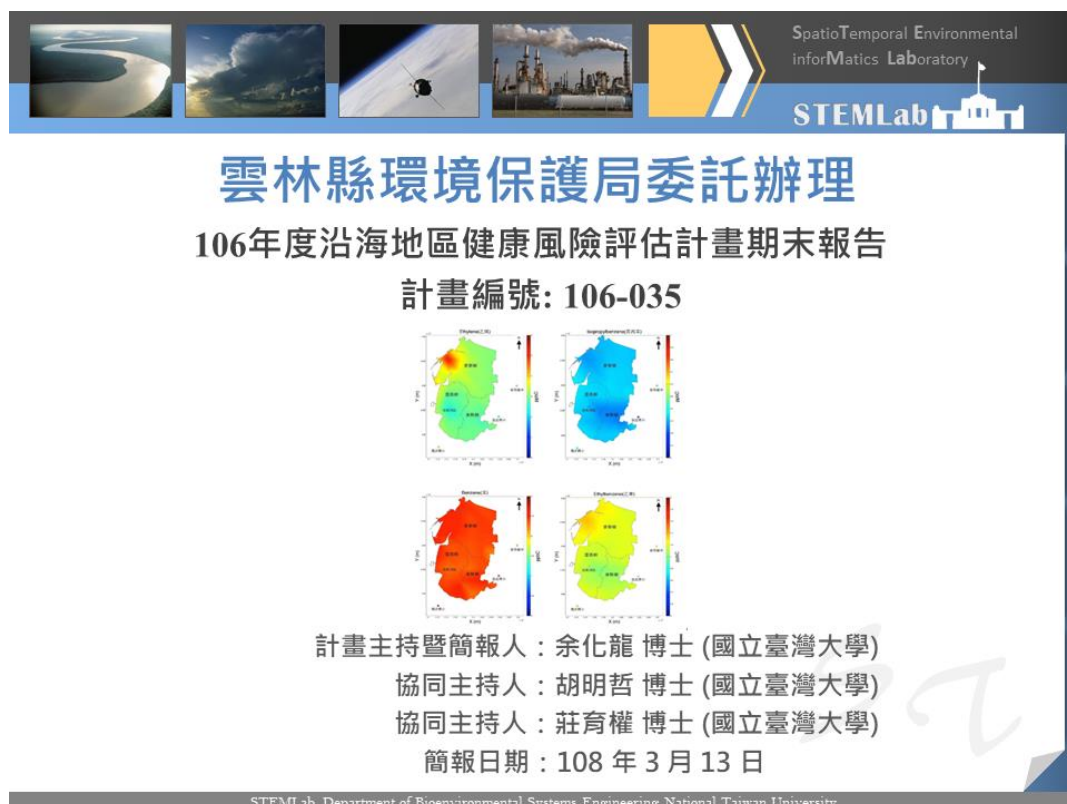 SpatioTemporal Environmental
inforMatics Laboratory
STEMLab
雲林縣環境保護局委託辦理
106年度沿海地區健康風險評估計畫期末報告
計畫編號: 106-035
計畫主持暨簡報人：余化龍 博士 (國立臺灣大學)
協同主持人：胡明哲 博士 (國立臺灣大學)
協同主持人：莊育權 博士 (國立臺灣大學)
簡報日期：108 年 3 月 13 日
STEMLab, Department of Bioenvironmental Systems Engineering, National Taiwan University